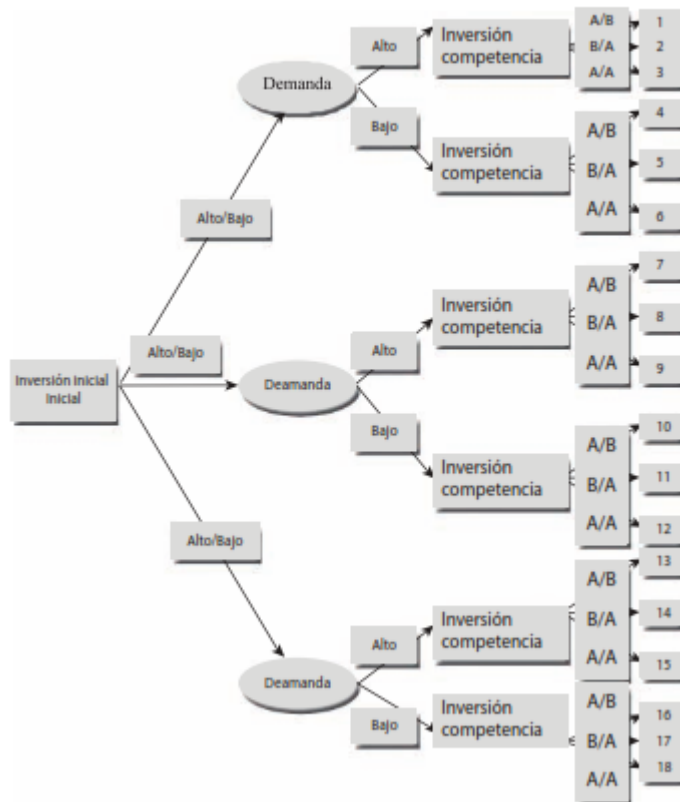 A/B
1
Alto
Inversión
competencia
B/A
2
A/A
3
Demanda
Bajo
Inversión
competencia
A/B
4
B/A
5
A/A
6
Alto/Bajo
Alto
Inversión
competencia
A/B
7
B/A
8
A/A
9
Alto/Bajo
Inversión inicial
inicial
Deamanda
Bajo
Inversión
competencia
A/B
10
B/A
11
A/A
12
Alto/Bajo
Alto
Inversión
competencia
A/B
13
B/A
14
A/A
15
Deamanda
Bajo
Inversión
competencia
A/B
16
B/A
17
A/A
18